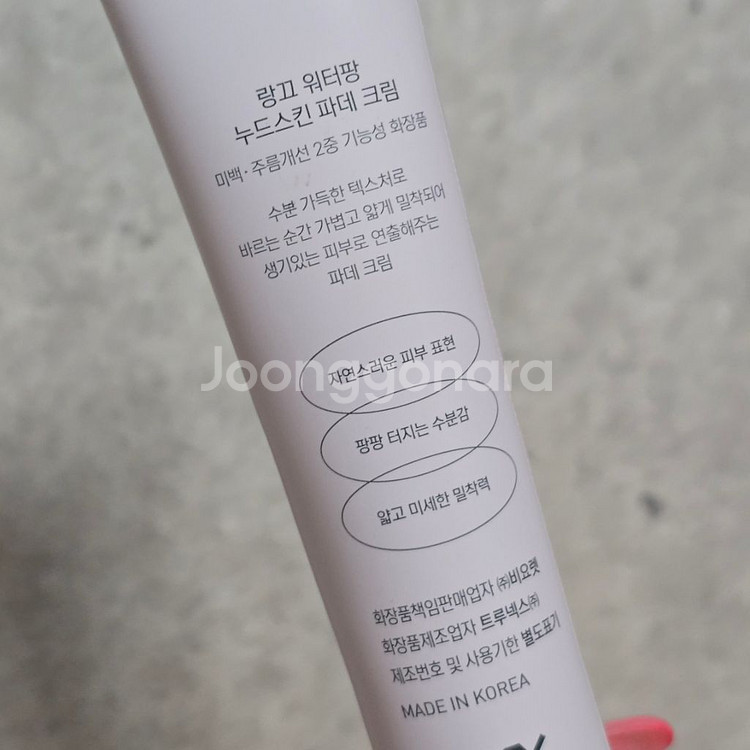 랑끄 워터팡
누드스킨 파데 크림
미백·주름개선 2중 기능성 화장품
수분 가득한 텍스처로
바르는 순간 가볍고 얇게 밀착되어
생기있는 피부로 연출해주는
파데 크림
자연스러운 피부 표현
Joonggonara
팡팡 터지는 수분감
얇고 미세한 밀착력
화장품책임판매업자 ㈜비요렛
화장품제조업자 트루넥스㈜
제조번호 및 사용기한 별도표기
MADE IN KOREA